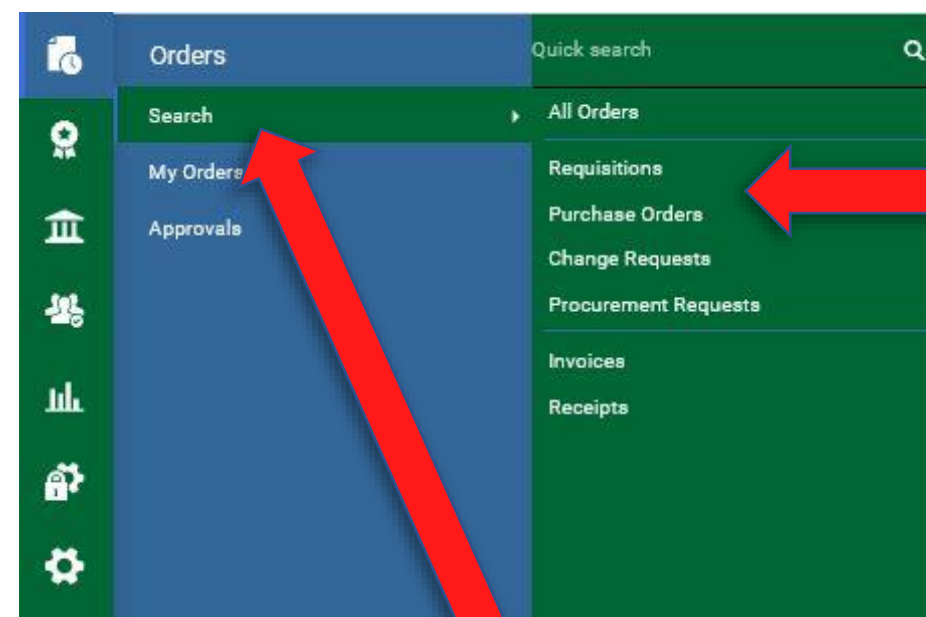 Orders
Search
My Orders
Approvals
Quick search
All Orders
Requisitions
Purchase Orders
Change Requests
Procurement Requests
Invoices
Receipts